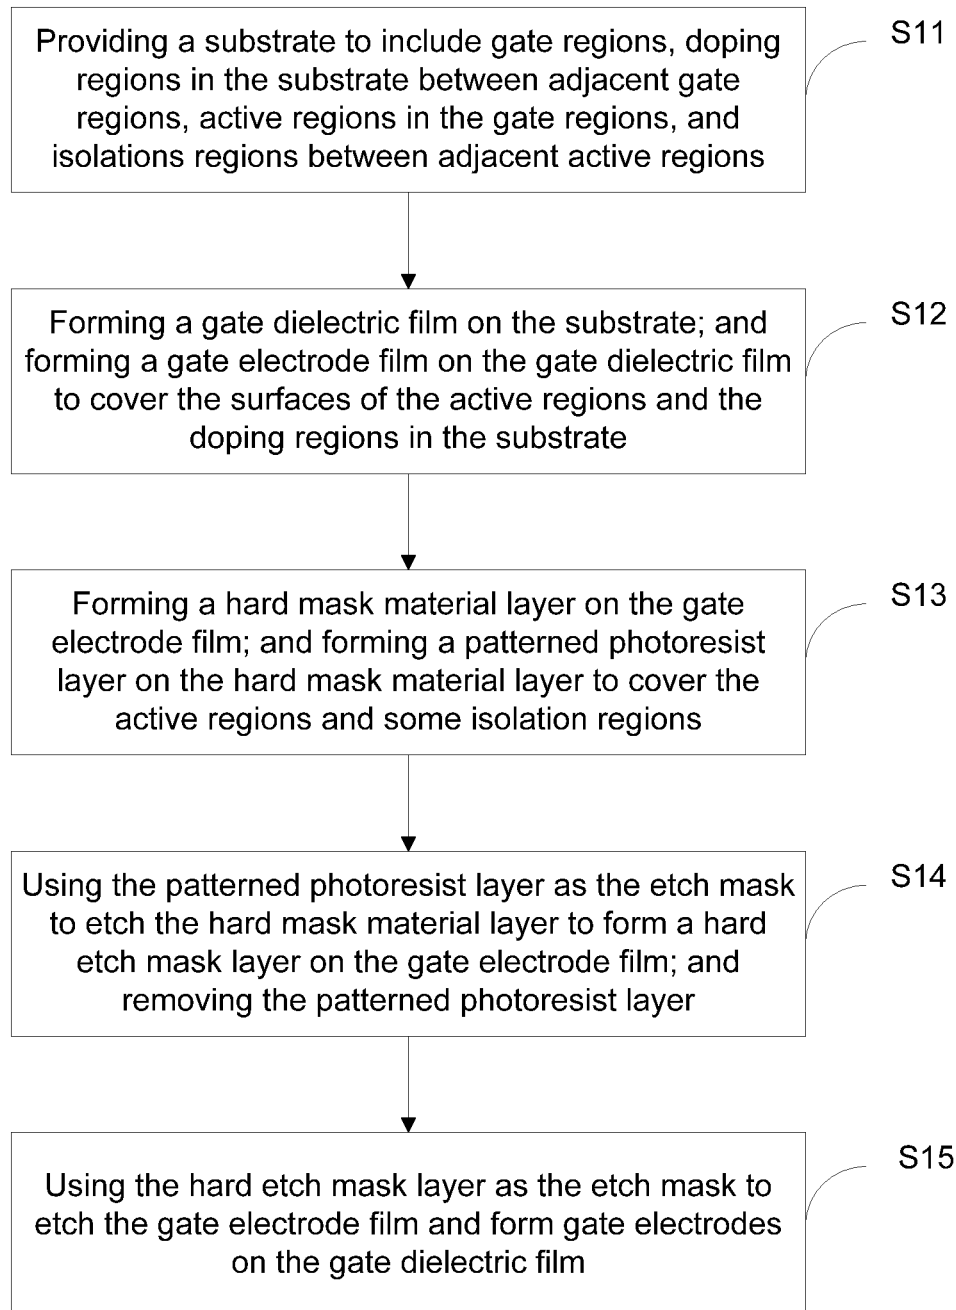 Providing a substrate to include gate regions, doping
regions in the substrate between adjacent gate
regions, active regions in the gate regions, and
isolations regions between adjacent active regions
S11
Forming a gate dielectric film on the substrate; and
forming a gate electrode film on the gate dielectric film
to cover the surfaces of the active regions and the
doping regions in the substrate
S12
Forming a hard mask material layer on the gate
electrode film; and forming a patterned photoresist
layer on the hard mask material layer to cover the
active regions and some isolation regions
S13
Using the patterned photoresist layer as the etch mask
to etch the hard mask material layer to form a hard
etch mask layer on the gate electrode film; and
removing the patterned photoresist layer
S14
Using the hard etch mask layer as the etch mask to
etch the gate electrode film and form gate electrodes
on the gate dielectric film
S15